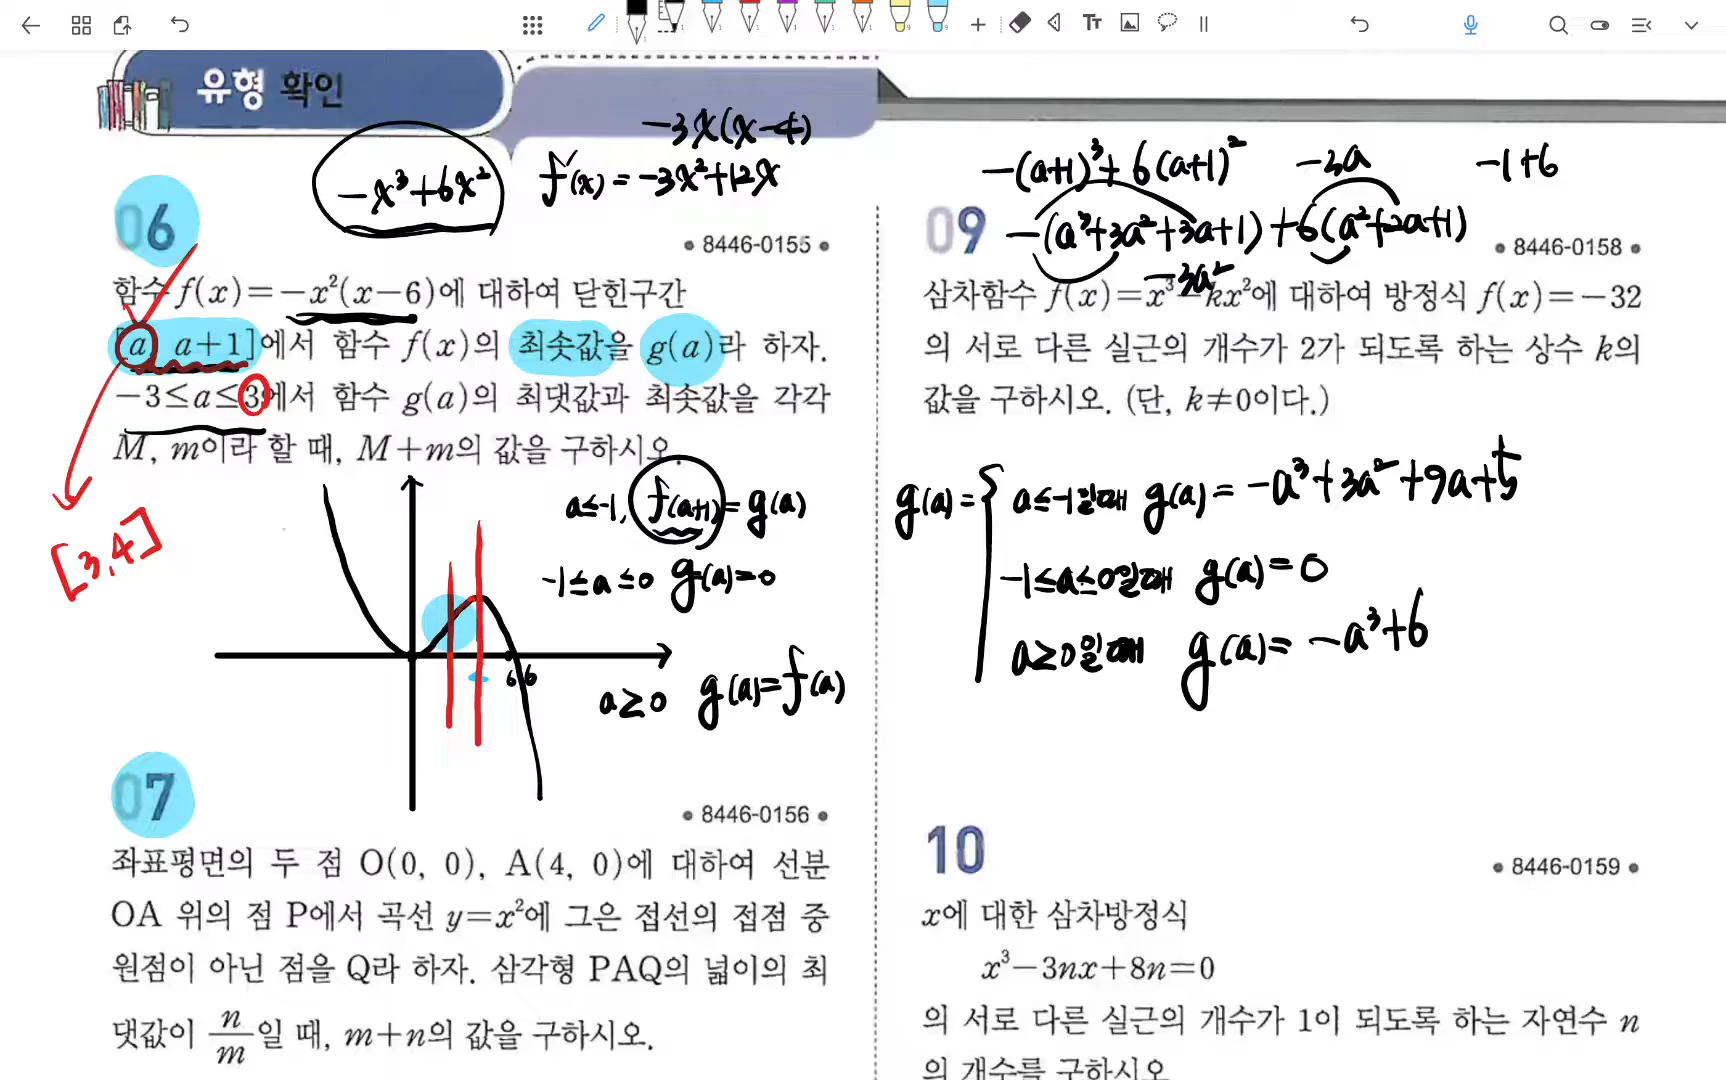 유형 확인
-x³+6x²
-3x(x-4)
f'(x)=-3x²+12x
-(a+1)³+6(a+1)²
-3a
-1+6
-(a³+3a²+3a+1)+6(a²+2a+1)
-3a²
06
• 8446-0155 •
함수 f(x)=-x²(x-6)에 대하여 닫힌구간
[a, a+1]에서 함수 f(x)의 최솟값을 g(a)라 하자.
-3≤a≤3에서 함수 g(a)의 최댓값과 최솟값을 각각
M, m이라 할 때, M+m의 값을 구하시오.
[3,4]
a≤-1, f(a+1)=g(a)
-1≤a≤0 g(a)=0
6 6
a≥0 g(a)=f(a)
07
• 8446-0156 •
좌표평면의 두 점 O(0, 0), A(4, 0)에 대하여 선분
OA 위의 점 P에서 곡선 y=x²에 그은 접선의 접점 중
원점이 아닌 점을 Q라 하자. 삼각형 PAQ의 넓이의 최
댓값이 n/m일 때, m+n의 값을 구하시오.
09
• 8446-0158 •
삼차함수 f(x)=x³-kx²에 대하여 방정식 f(x)=-32
의 서로 다른 실근의 개수가 2가 되도록 하는 상수 k의
값을 구하시오. (단, k≠0이다.)
g(a)=
a≤-1일때 g(a)=-a³+3a²+9a+5
-1≤a≤0일때 g(a)=0
a≥0일때 g(a)=-a³+6
10
• 8446-0159 •
x에 대한 삼차방정식
x³-3nx+8n=0
의 서로 다른 실근의 개수가 1이 되도록 하는 자연수 n
의 개수를 구하시오